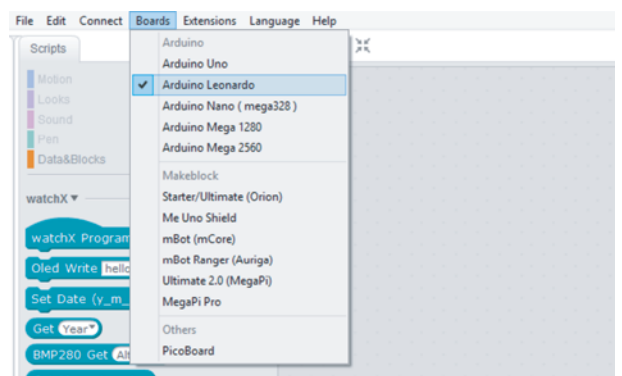 File Edit Connect Boards Extensions Language Help
Scripts
Motion
Looks
Sound
Pen
Data&Blocks
watchX
watchX Program
Oled Write hello
Set Date (y_m_
Get Year
BMP280 Get Al
Arduino
Arduino Uno
Arduino Leonardo
Arduino Nano ( mega328 )
Arduino Mega 1280
Arduino Mega 2560
Makeblock
Starter/Ultimate (Orion)
Me Uno Shield
mBot (mCore)
mBot Ranger (Auriga)
Ultimate 2.0 (MegaPi)
MegaPi Pro
Others
PicoBoard